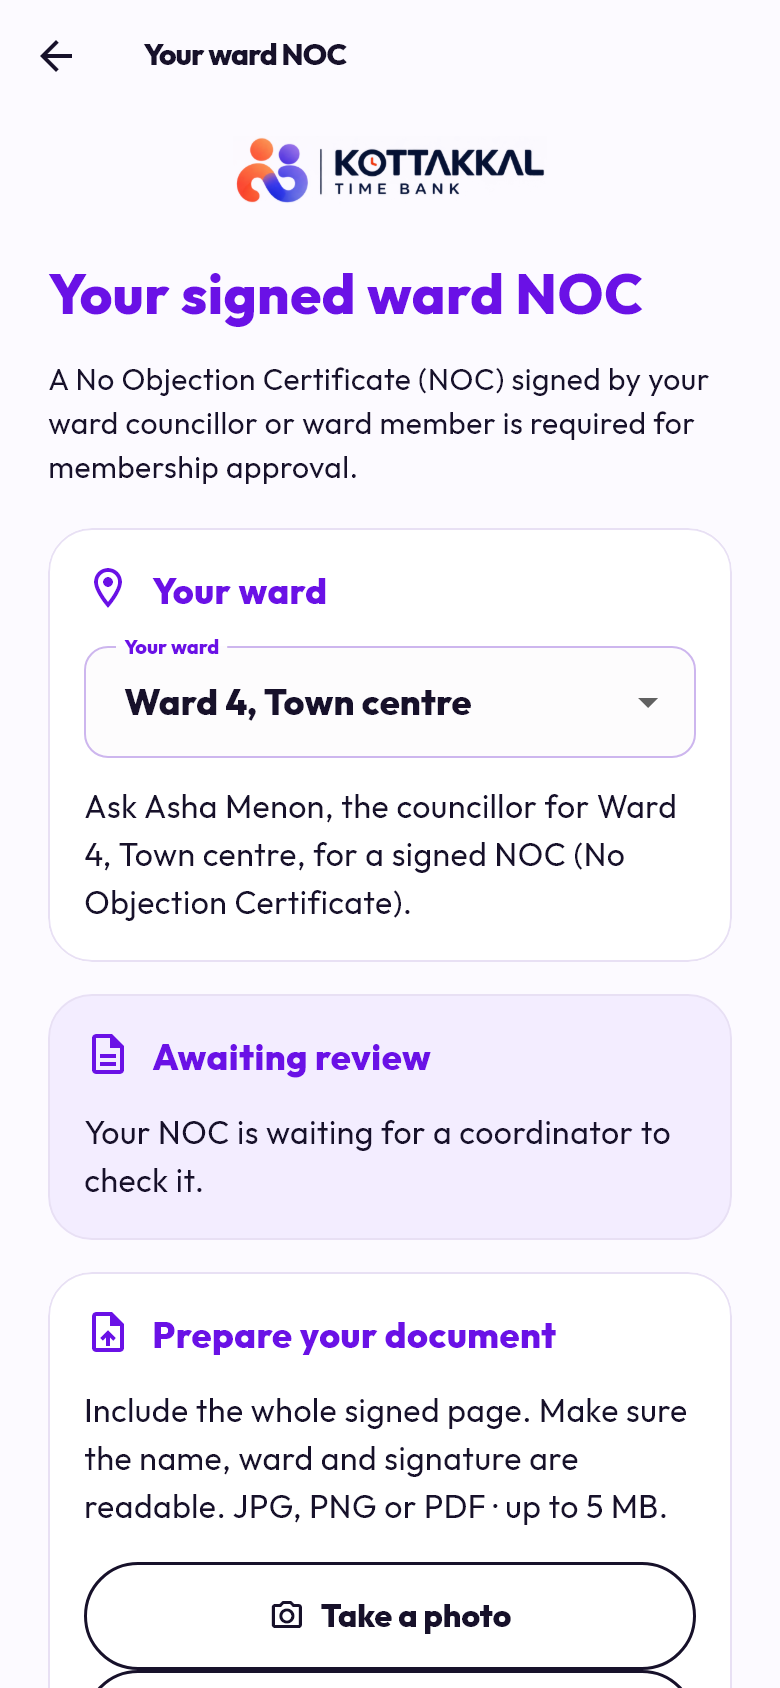 Your ward NOC
KOTTAKKAL
TIME BANK
Your signed ward NOC
A No Objection Certificate (NOC) signed by your
ward councillor or ward member is required for
membership approval.
Your ward
Your ward
Ward 4, Town centre
Ask Asha Menon, the councillor for Ward
4, Town centre, for a signed NOC (No
Objection Certificate).
Awaiting review
Your NOC is waiting for a coordinator to
check it.
Prepare your document
Include the whole signed page. Make sure
the name, ward and signature are
readable. JPG, PNG or PDF · up to 5 MB.
Take a photo